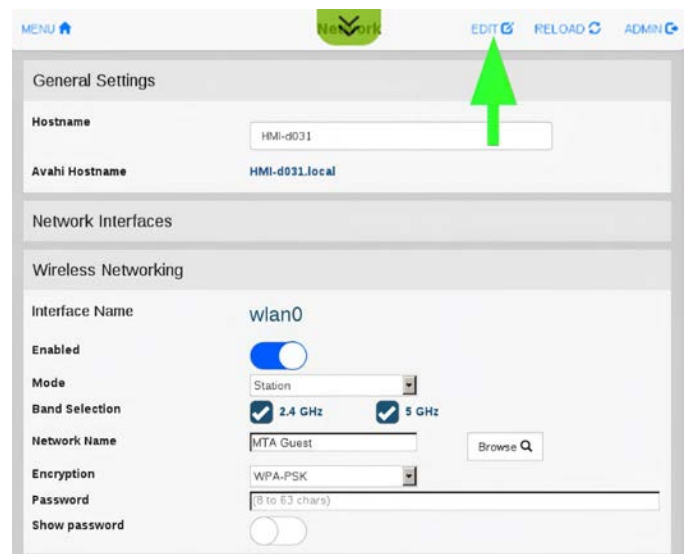 MENU Network EDIT RELOAD ADMIN
General Settings
Hostname HMI-d031
Avahi Hostname HMI-d031.local
Network Interfaces
Wireless Networking
Interface Name wlan0
Enabled
Mode Station
Band Selection 2.4 GHz 5 GHz
Network Name MTA Guest Browse
Encryption WPA-PSK
Password (8 to 63 chars)
Show password